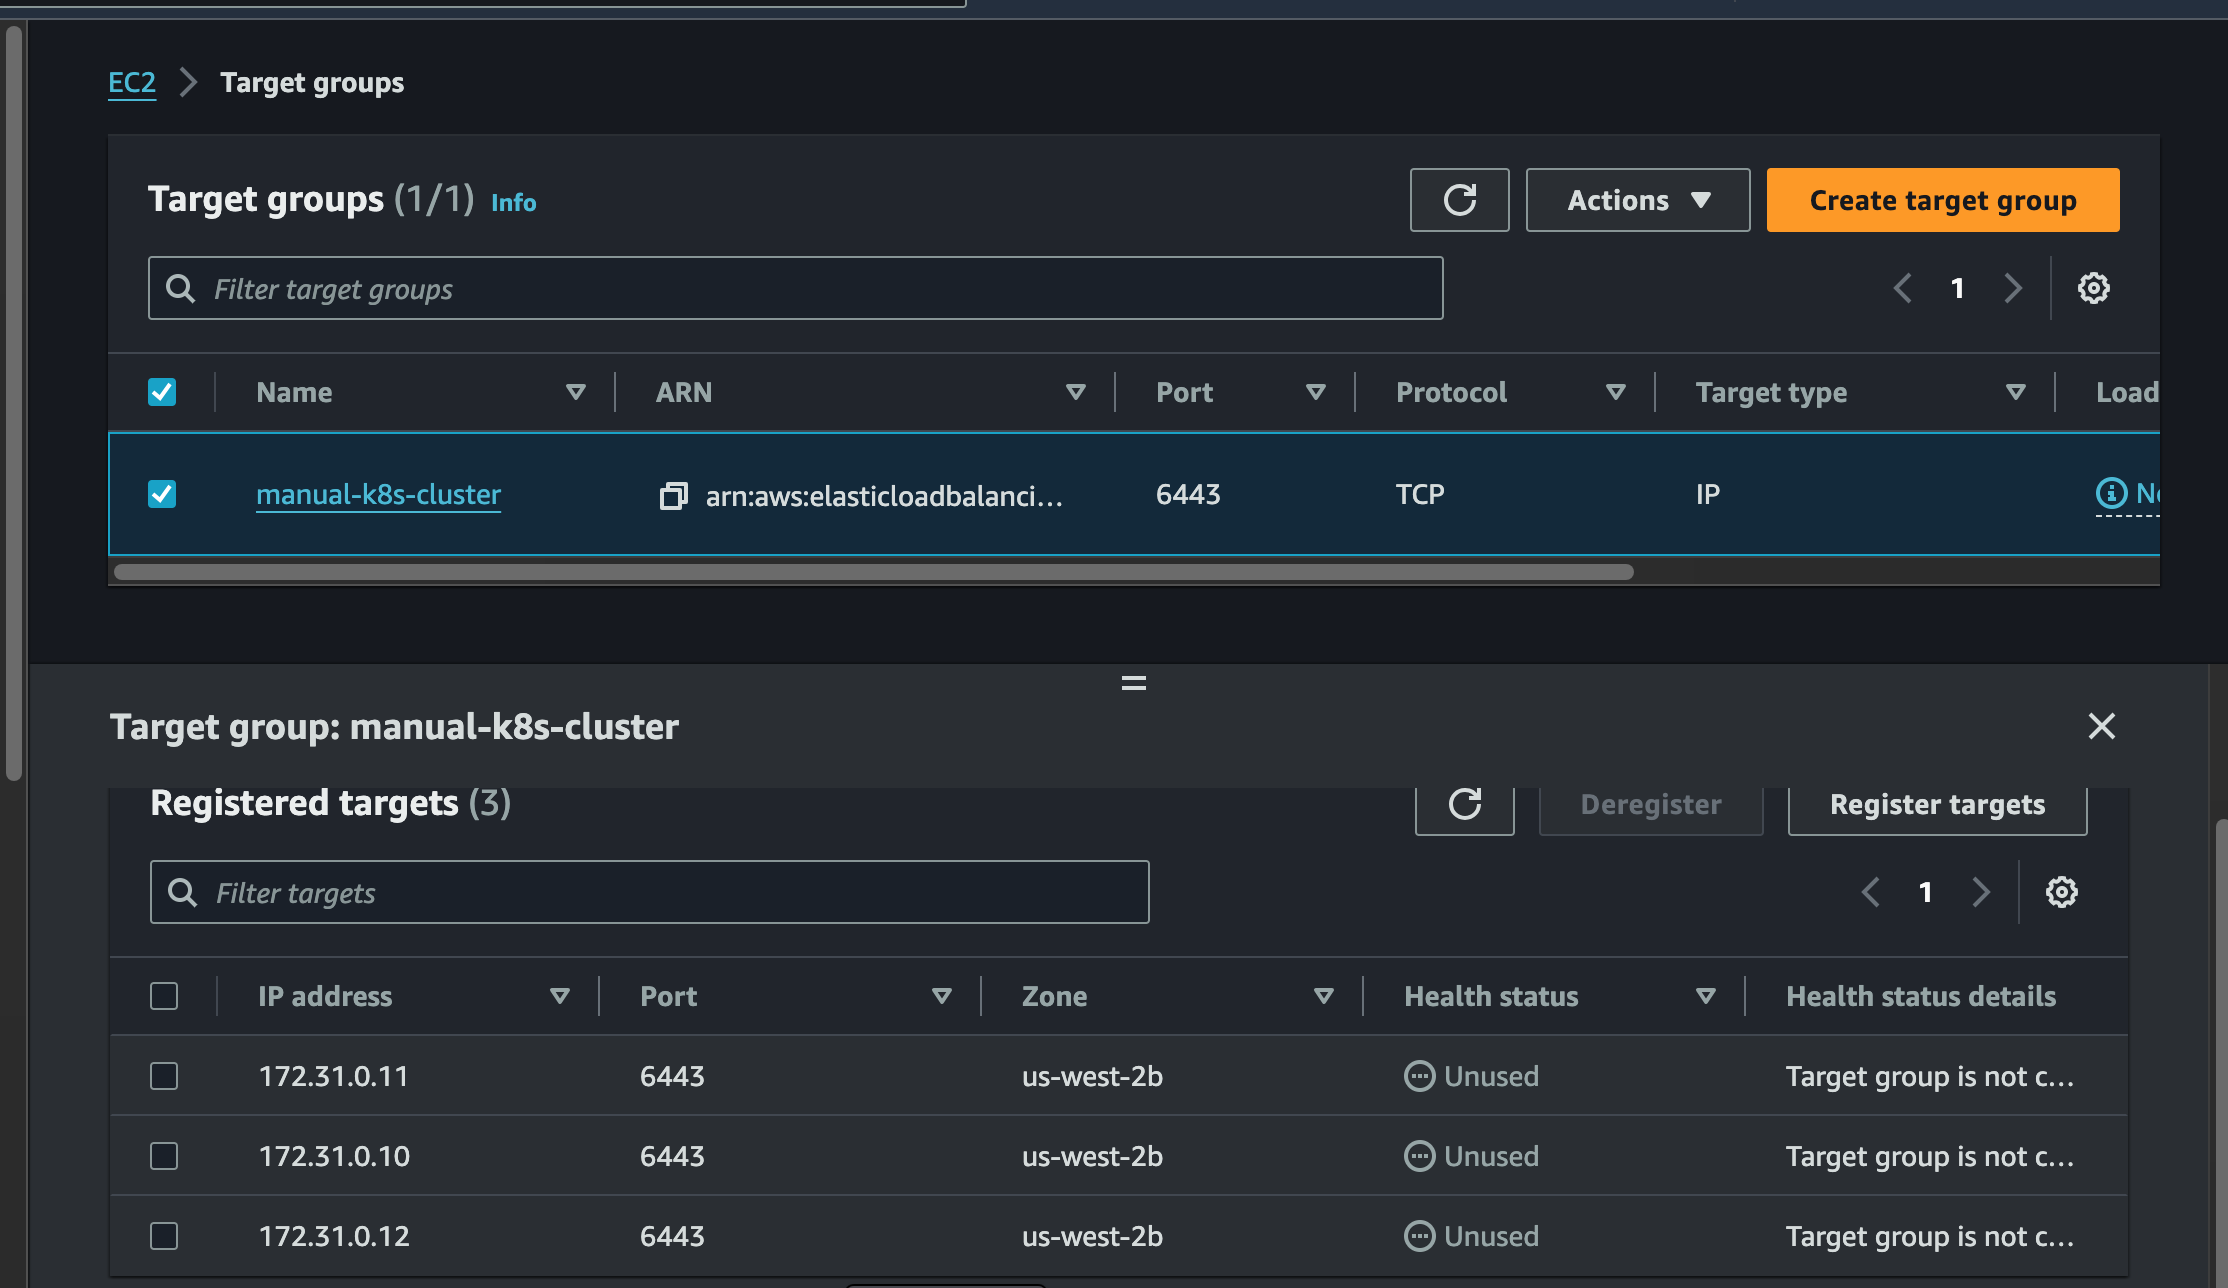 EC2 > Target groups
Target groups (1/1) Info
Actions
Create target group
Filter target groups
1
Name ARN Port Protocol Target type Load
manual-k8s-cluster arn:aws:elasticloadbalanci... 6443 TCP IP
Target group: manual-k8s-cluster
Registered targets (3)
Deregister
Register targets
Filter targets
1
IP address Port Zone Health status Health status details
172.31.0.11 6443 us-west-2b Unused Target group is not c...
172.31.0.10 6443 us-west-2b Unused Target group is not c...
172.31.0.12 6443 us-west-2b Unused Target group is not c...